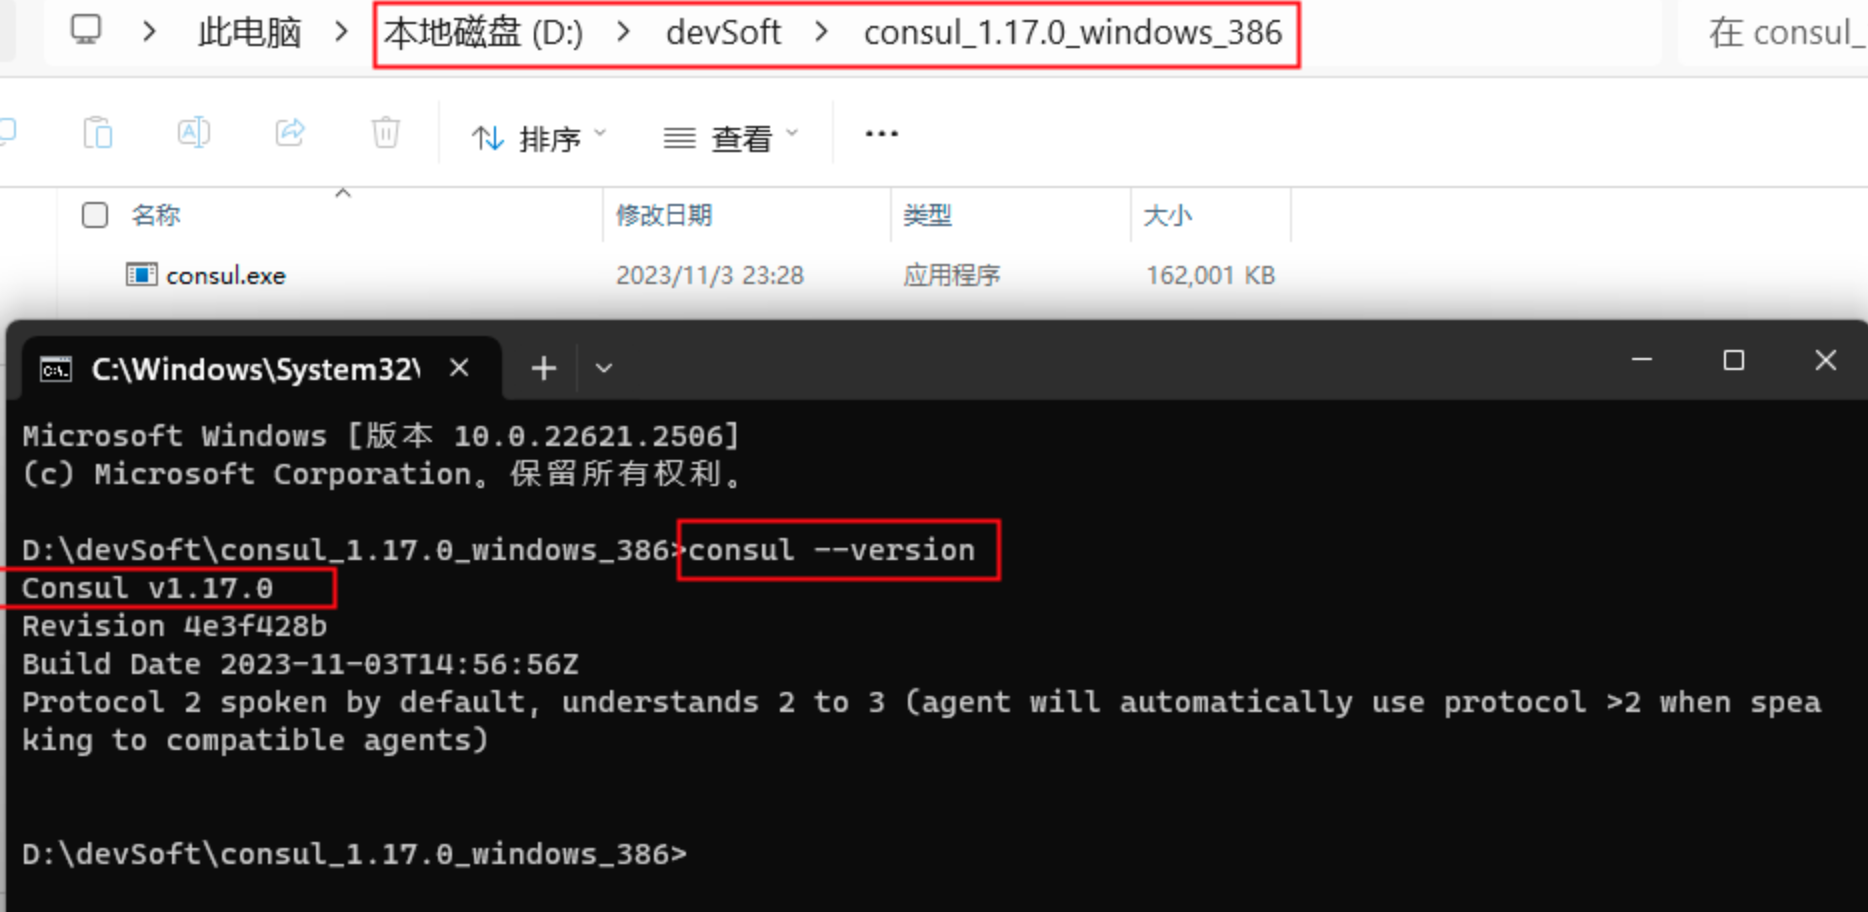 此电脑 > 本地磁盘 (D:) > devSoft > consul_1.17.0_windows_386
在 consul_
排序 查看 ...
名称 修改日期 类型 大小
consul.exe 2023/11/3 23:28 应用程序 162,001 KB
C:\Windows\System32\
Microsoft Windows [版本 10.0.22621.2506]
(c) Microsoft Corporation。保留所有权利。
D:\devSoft\consul_1.17.0_windows_386>consul --version
Consul v1.17.0
Revision 4e3f428b
Build Date 2023-11-03T14:56:56Z
Protocol 2 spoken by default, understands 2 to 3 (agent will automatically use protocol >2 when spea
king to compatible agents)
D:\devSoft\consul_1.17.0_windows_386>